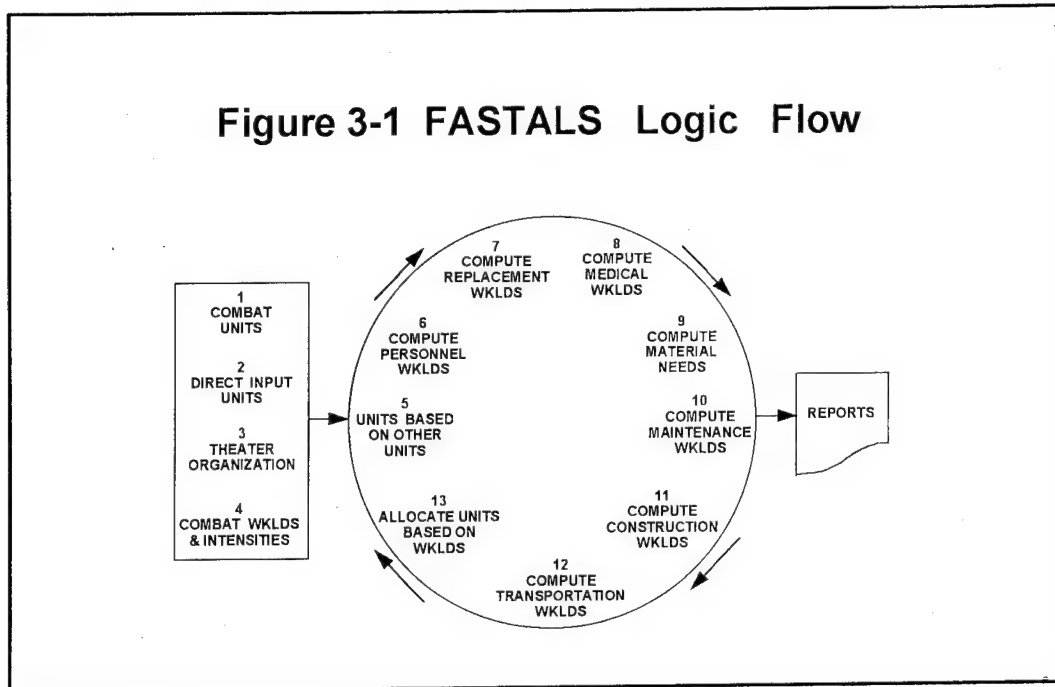 Figure 3-1 FASTALS Logic Flow
1
COMBAT
UNITS
2
DIRECT INPUT
UNITS
3
THEATER
ORGANIZATION
4
COMBAT WKLDS
& INTENSITIES
5
UNITS BASED
ON OTHER
UNITS
6
COMPUTE
PERSONNEL
WKLDS
7
COMPUTE
REPLACEMENT
WKLDS
8
COMPUTE
MEDICAL
WKLDS
9
COMPUTE
MATERIAL
NEEDS
10
COMPUTE
MAINTENANCE
WKLDS
11
COMPUTE
CONSTRUCTION
WKLDS
12
COMPUTE
TRANSPORTATION
WKLDS
13
ALLOCATE UNITS
BASED ON
WKLDS
REPORTS